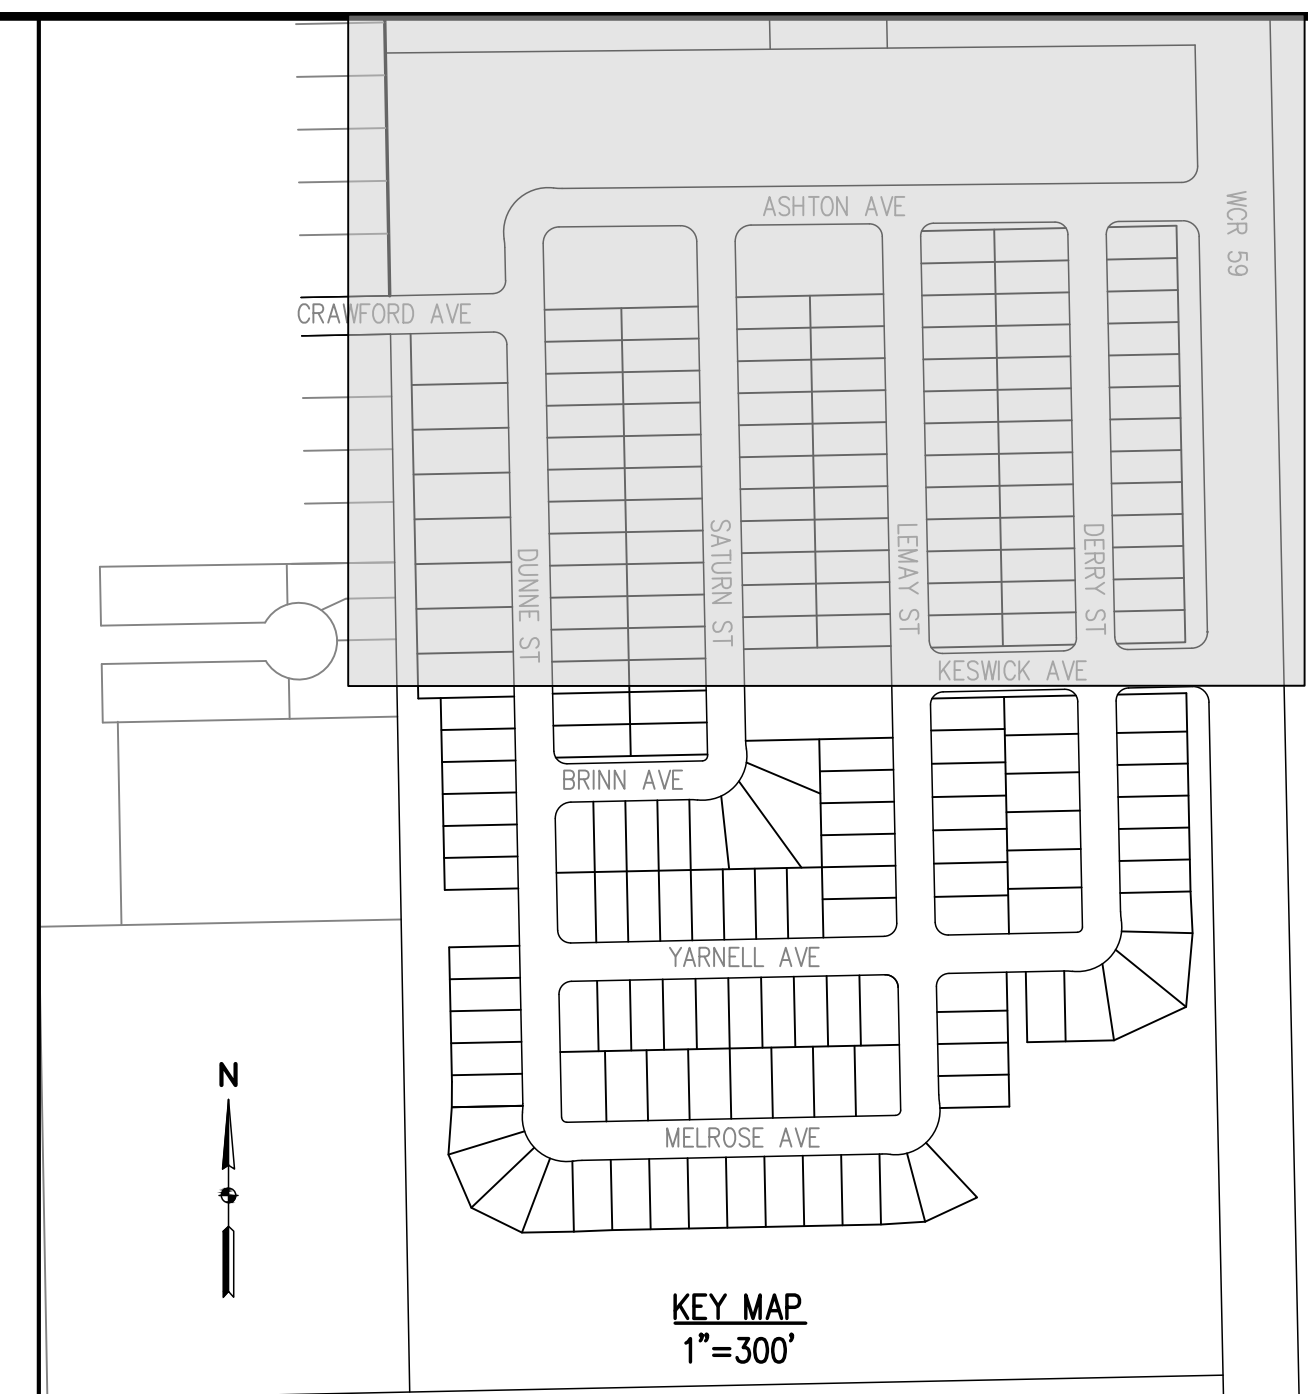 ASHTON AVE
WCR 59
CRAWFORD AVE
DUNNE ST
SATURN ST
LEMAY ST
DERRY ST
KESWICK AVE
BRINN AVE
YARNELL AVE
N
MELROSE AVE
KEY MAP
1"=300'